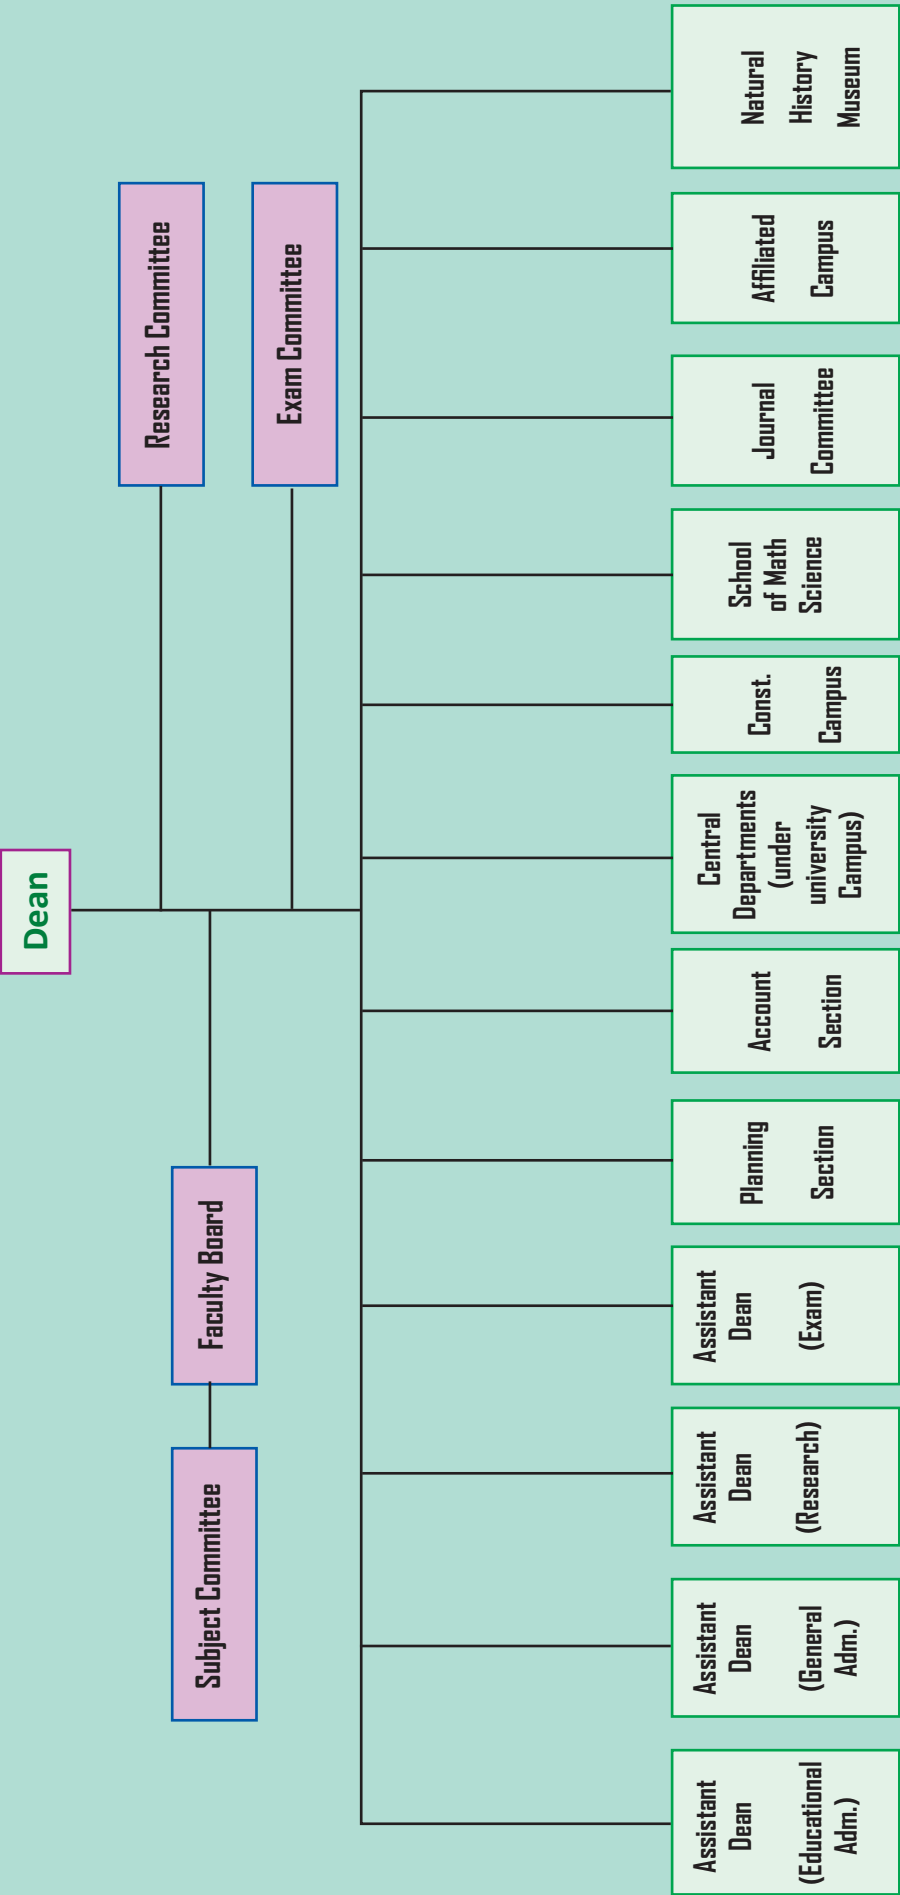 Dean
Research Committee
Faculty Board
Subject Committee
Exam Committee
Assistant
Dean
(Educational
Adm.)
Assistant
Dean
(General
Adm.)
Assistant
Dean
(Research)
Assistant
Dean
(Exam)
Planning
Section
Account
Section
Central
Departments
(under
university
Campus)
Const.
Campus
School
of Math
Science
Journal
Committee
Affiliated
Campus
Natural
History
Museum